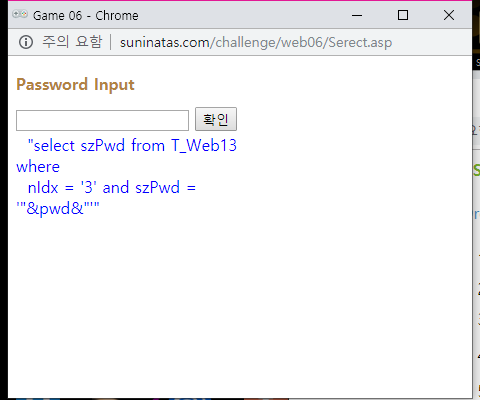 Game 06 - Chrome
주의 요함 | suninatas.com/challenge/web06/Serect.asp
Password Input
확인
"select szPwd from T_Web13
where
nIdx = '3' and szPwd =
'"&pwd&"'"